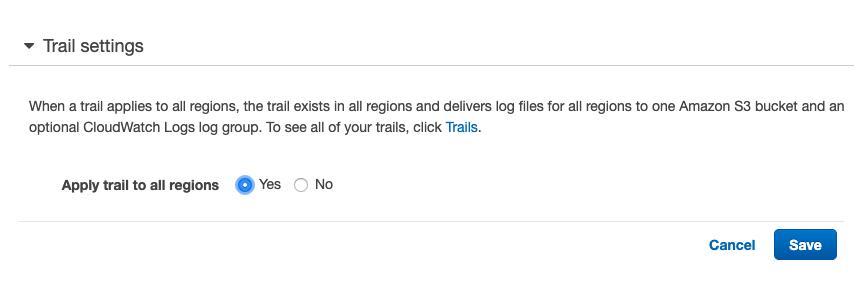 Trail settings
When a trail applies to all regions, the trail exists in all regions and delivers log files for all regions to one Amazon S3 bucket and an
optional CloudWatch Logs log group. To see all of your trails, click Trails.
Apply trail to all regions Yes No
Cancel Save